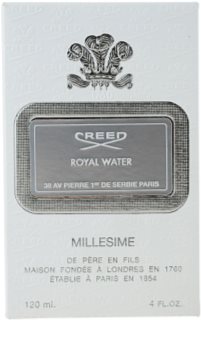 CREED
ROYAL WATER
38 AV PIERRE 1er DE SERBIE PARIS
MILLESIME
DE PÈRE EN FILS
MAISON FONDÉE À LONDRES EN 1760
ÉTABLIE À PARIS EN 1854
120 ml. 4 FL.OZ.